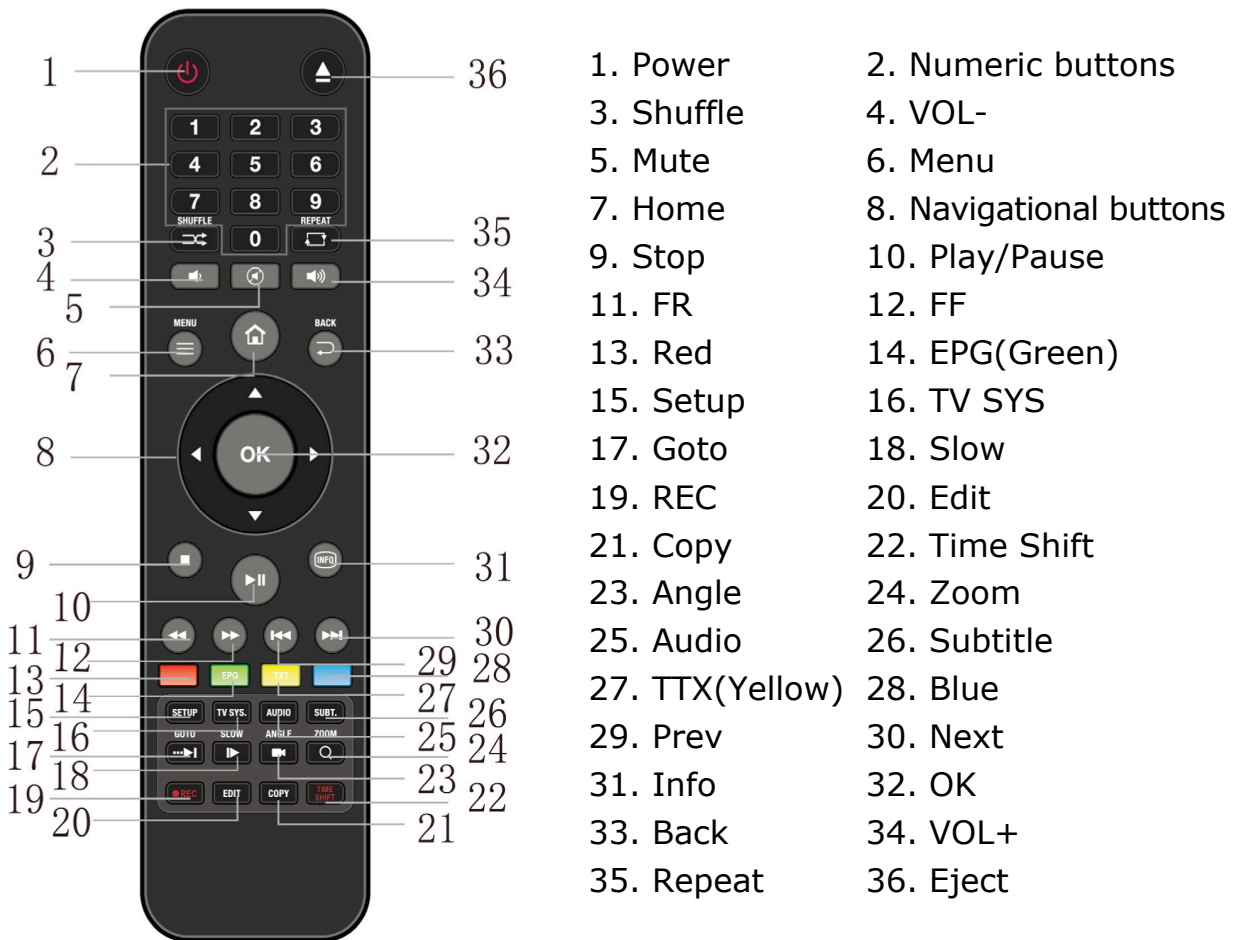 1
36
1 2 3
2
4 5 6
7 8 9
SHUFFLE REPEAT
0
3
35
4
34
5
MENU BACK
6
33
7
8
OK
32
9
INFO
31
10
11
30
12
29
28
EPG TXT
13
14
27
SETUP TV SYS. AUDIO SUBT.
15
26
16
25
GOTO SLOW ANGLE ZOOM
17
24
18
23
REC EDIT COPY TIME SHIFT
19
22
20
21
1. Power 2. Numeric buttons
3. Shuffle 4. VOL-
5. Mute 6. Menu
7. Home 8. Navigational buttons
9. Stop 10. Play/Pause
11. FR 12. FF
13. Red 14. EPG(Green)
15. Setup 16. TV SYS
17. Goto 18. Slow
19. REC 20. Edit
21. Copy 22. Time Shift
23. Angle 24. Zoom
25. Audio 26. Subtitle
27. TTX(Yellow) 28. Blue
29. Prev 30. Next
31. Info 32. OK
33. Back 34. VOL+
35. Repeat 36. Eject